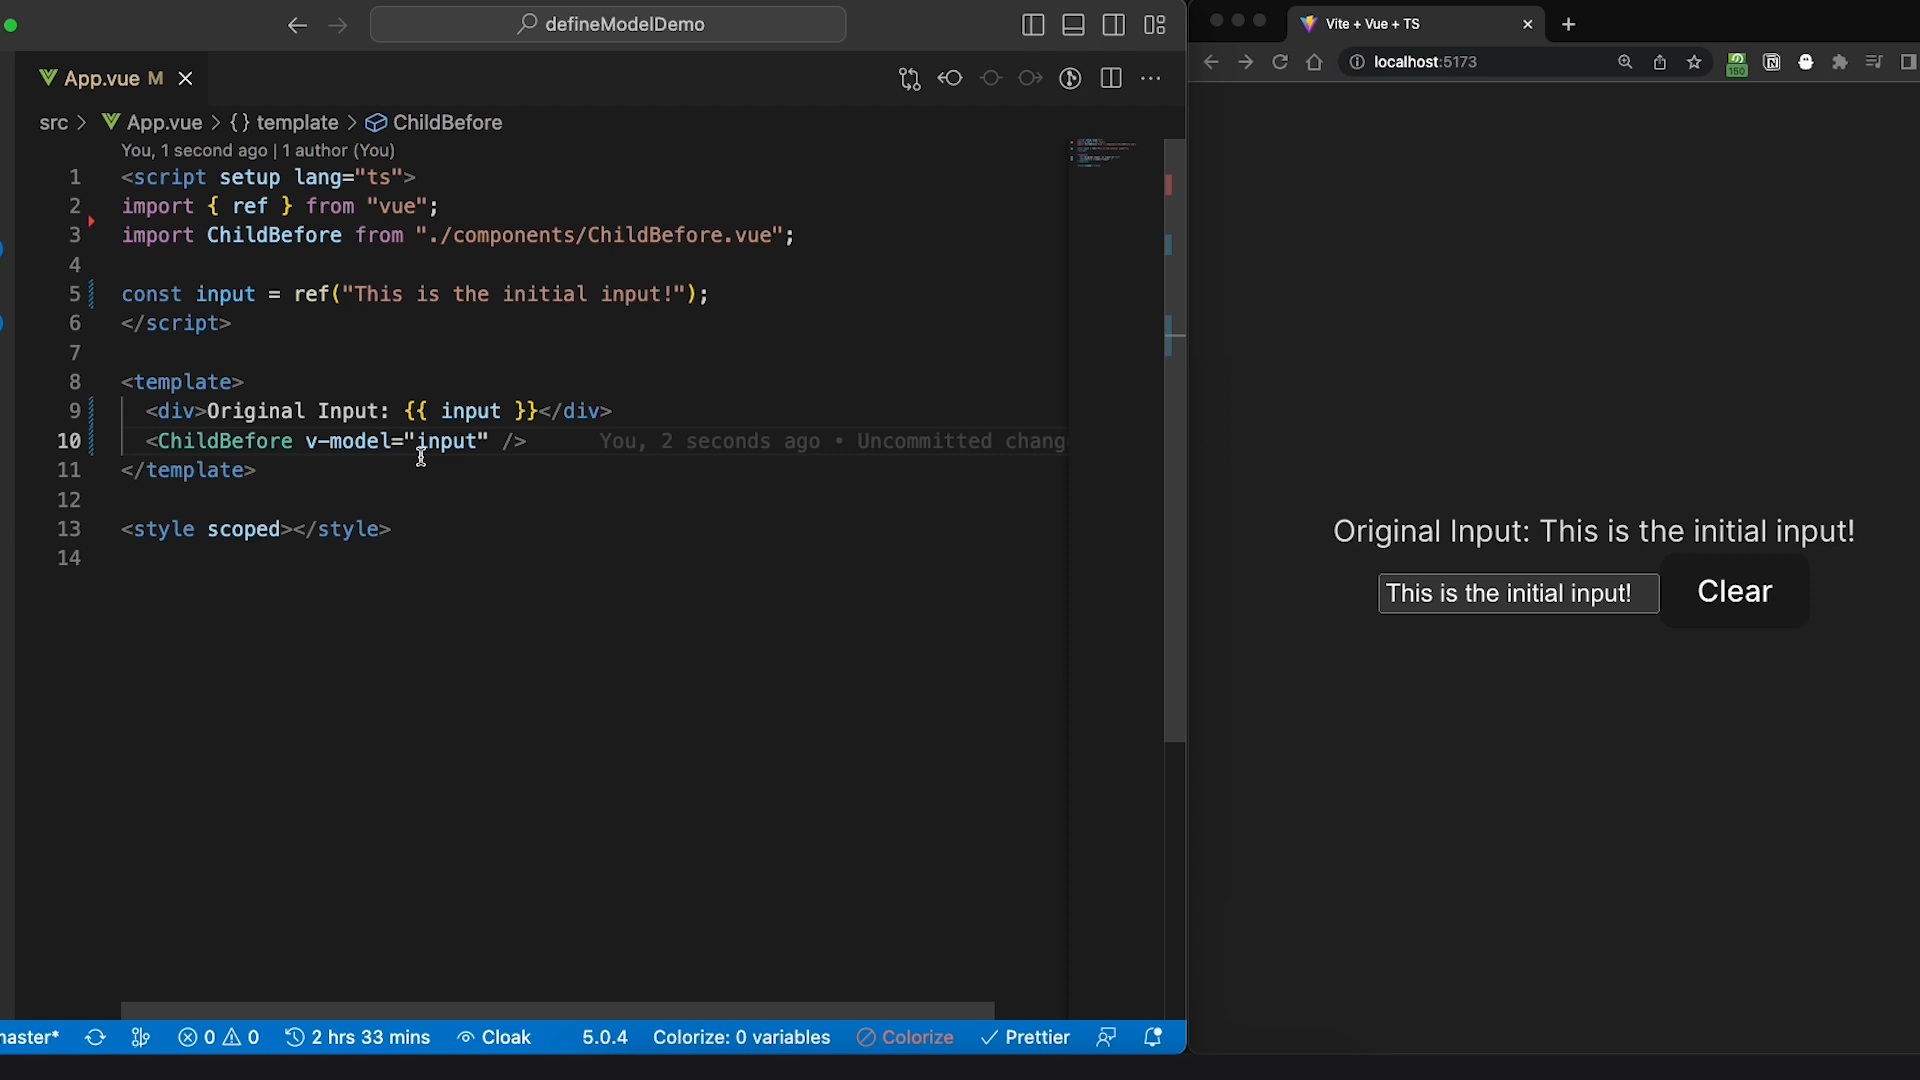 defineModelDemo
App.vue M
src > App.vue > {} template > ChildBefore
You, 1 second ago | 1 author (You)
1 <script setup lang="ts">
2 import { ref } from "vue";
3 import ChildBefore from "./components/ChildBefore.vue";
4
5 const input = ref("This is the initial input!");
6 </script>
7
8 <template>
9 <div>Original Input: {{ input }}</div>
10 <ChildBefore v-model="input" /> You, 2 seconds ago • Uncommitted chang
11 </template>
12
13 <style scoped></style>
14
master* 0 0 2 hrs 33 mins Cloak 5.0.4 Colorize: 0 variables Colorize Prettier
Vite + Vue + TS
localhost:5173
150
Original Input: This is the initial input!
This is the initial input! Clear